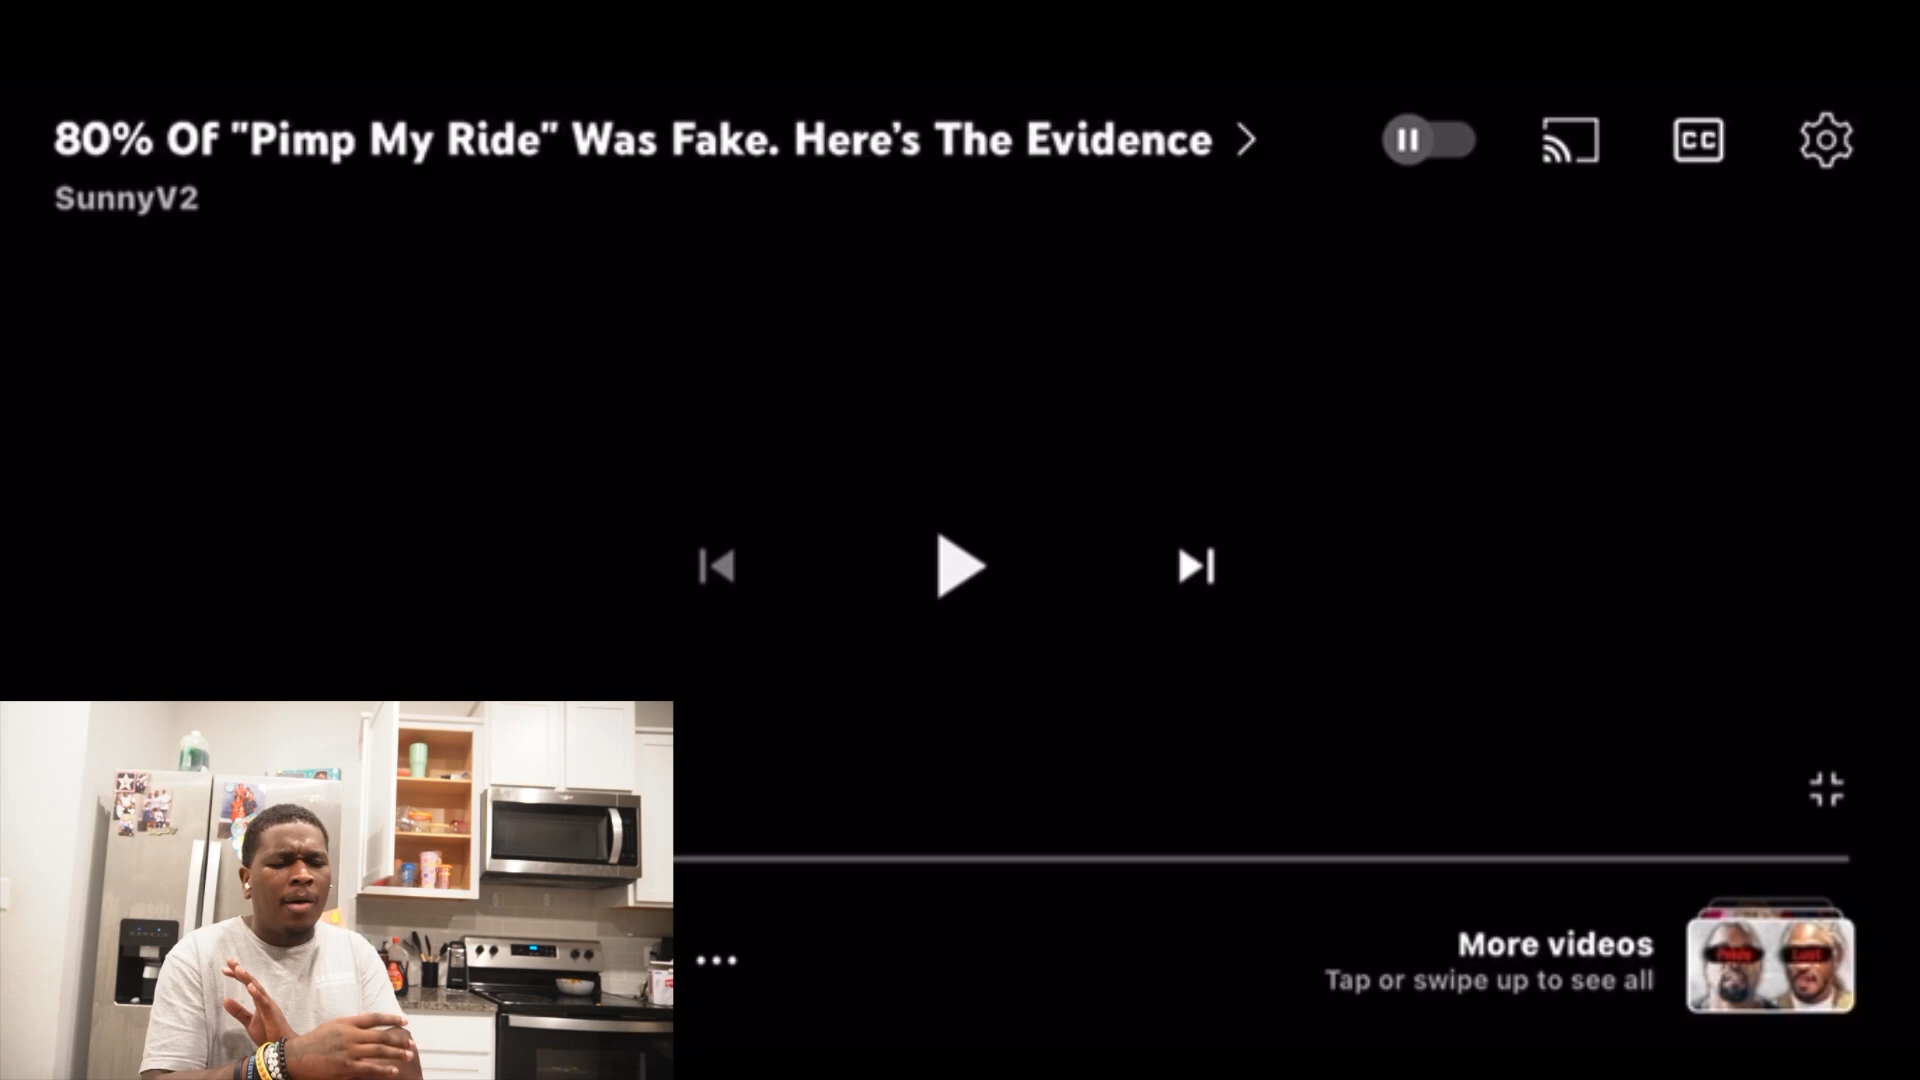 80% Of "Pimp My Ride" Was Fake. Here's The Evidence
SunnyV2
CC
More videos
Tap or swipe up to see all